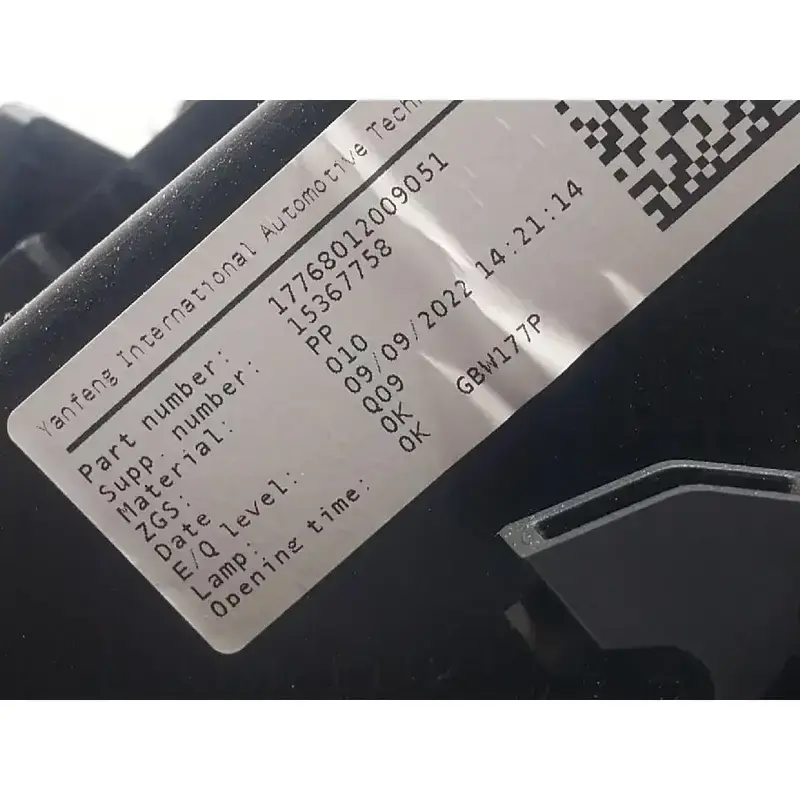 Yanfeng International Automotive Tech
Part number: 17768012009051
Supp. number: 15367758
Material: PP
ZGS: 010
Date 09/09/2022 14:21:14
E/Q level: Q09 GBW177P
Lamp: OK
Opening time: OK